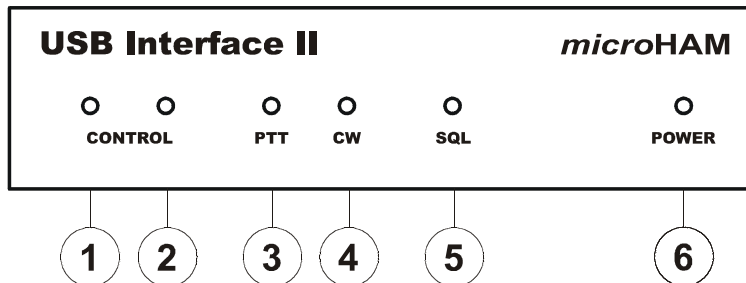 USB Interface II microHAM
CONTROL PTT CW SQL POWER
1 2 3 4 5 6